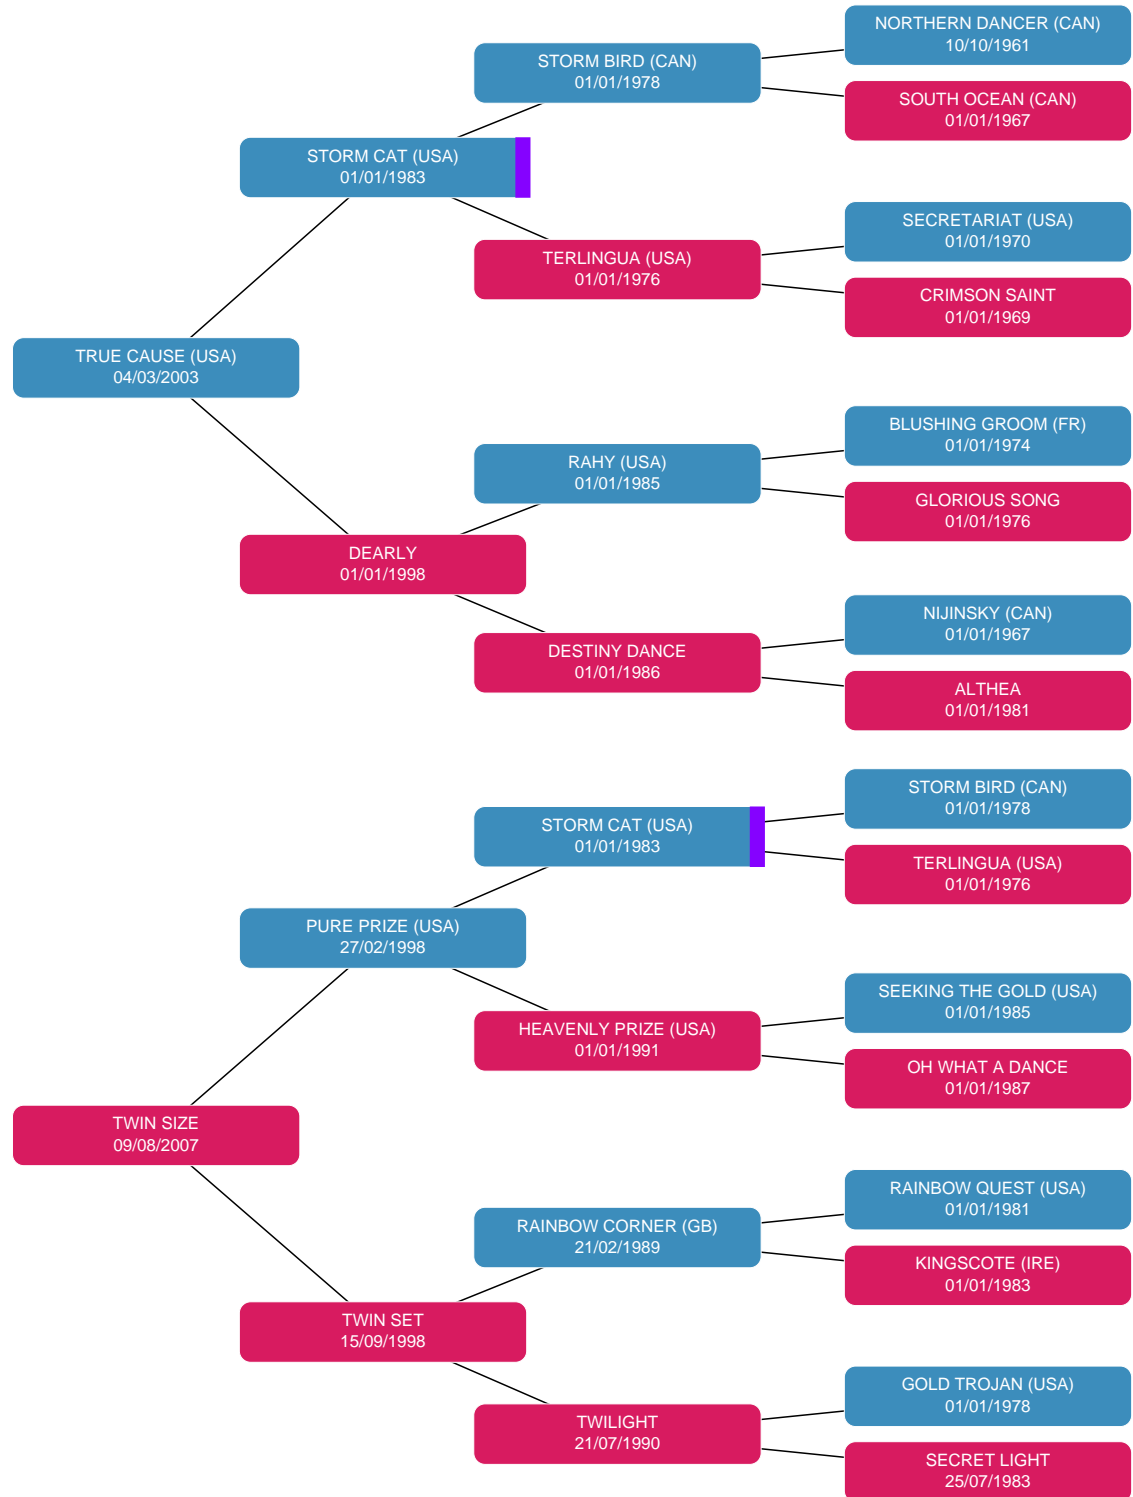 NORTHERN DANCER (CAN)
10/10/1961
STORM BIRD (CAN)
01/01/1978
SOUTH OCEAN (CAN)
01/01/1967
STORM CAT (USA)
01/01/1983
SECRETARIAT (USA)
01/01/1970
TERLINGUA (USA)
01/01/1976
CRIMSON SAINT
01/01/1969
TRUE CAUSE (USA)
04/03/2003
BLUSHING GROOM (FR)
01/01/1974
RAHY (USA)
01/01/1985
GLORIOUS SONG
01/01/1976
DEARLY
01/01/1998
NIJINSKY (CAN)
01/01/1967
DESTINY DANCE
01/01/1986
ALTHEA
01/01/1981
STORM BIRD (CAN)
01/01/1978
STORM CAT (USA)
01/01/1983
TERLINGUA (USA)
01/01/1976
PURE PRIZE (USA)
27/02/1998
SEEKING THE GOLD (USA)
01/01/1985
HEAVENLY PRIZE (USA)
01/01/1991
OH WHAT A DANCE
01/01/1987
TWIN SIZE
09/08/2007
RAINBOW QUEST (USA)
01/01/1981
RAINBOW CORNER (GB)
21/02/1989
KINGSCOTE (IRE)
01/01/1983
TWIN SET
15/09/1998
GOLD TROJAN (USA)
01/01/1978
TWILIGHT
21/07/1990
SECRET LIGHT
25/07/1983